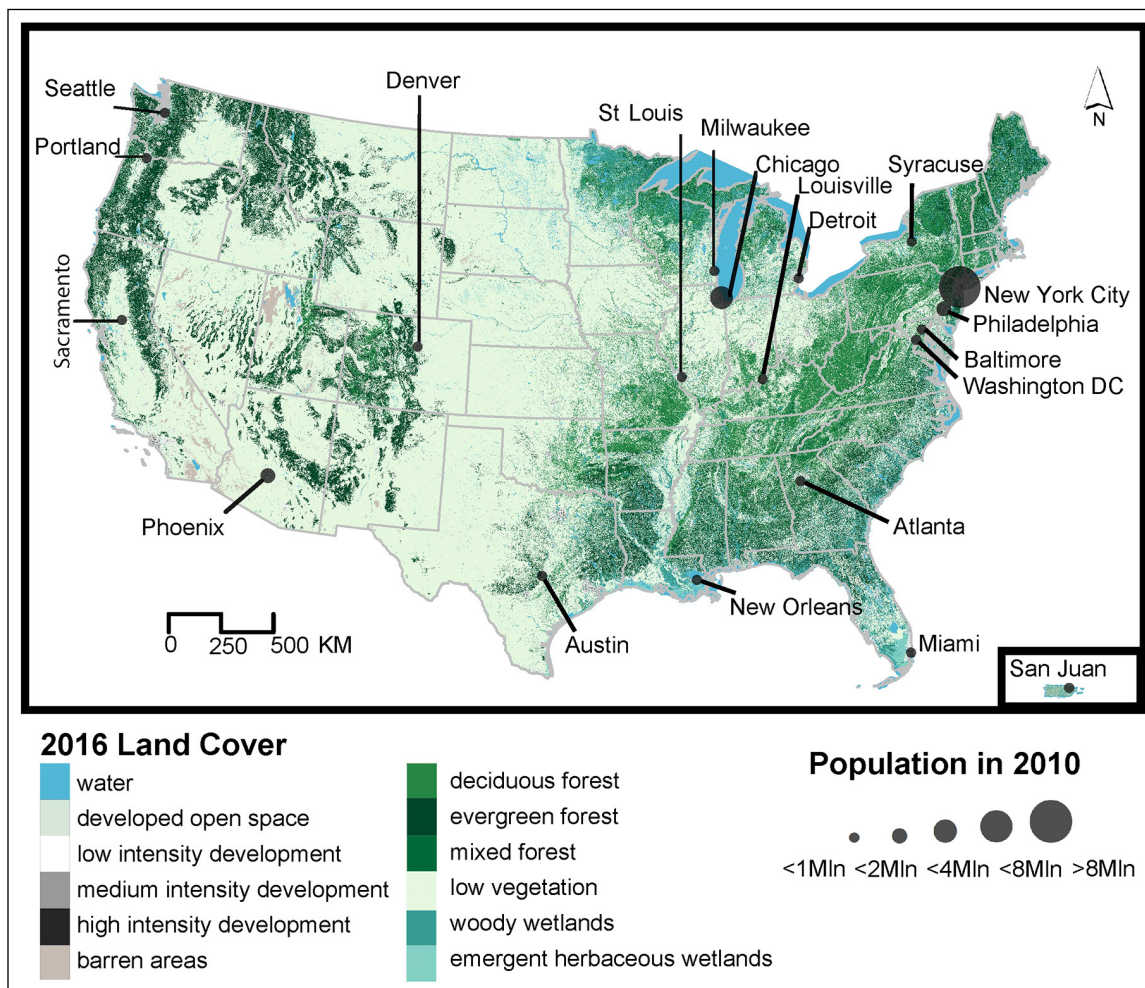 Seattle
Denver
St Louis
Milwaukee
Chicago
Syracuse
Louisville
Detroit
N
Portland
Sacramento
New York City
Philadelphia
Baltimore
Washington DC
Phoenix
Atlanta
New Orleans
Austin
Miami
0 250 500 KM
San Juan
2016 Land Cover
water
developed open space
low intensity development
medium intensity development
high intensity development
barren areas
deciduous forest
evergreen forest
mixed forest
low vegetation
woody wetlands
emergent herbaceous wetlands
Population in 2010
<1Mln <2Mln <4Mln <8Mln >8Mln